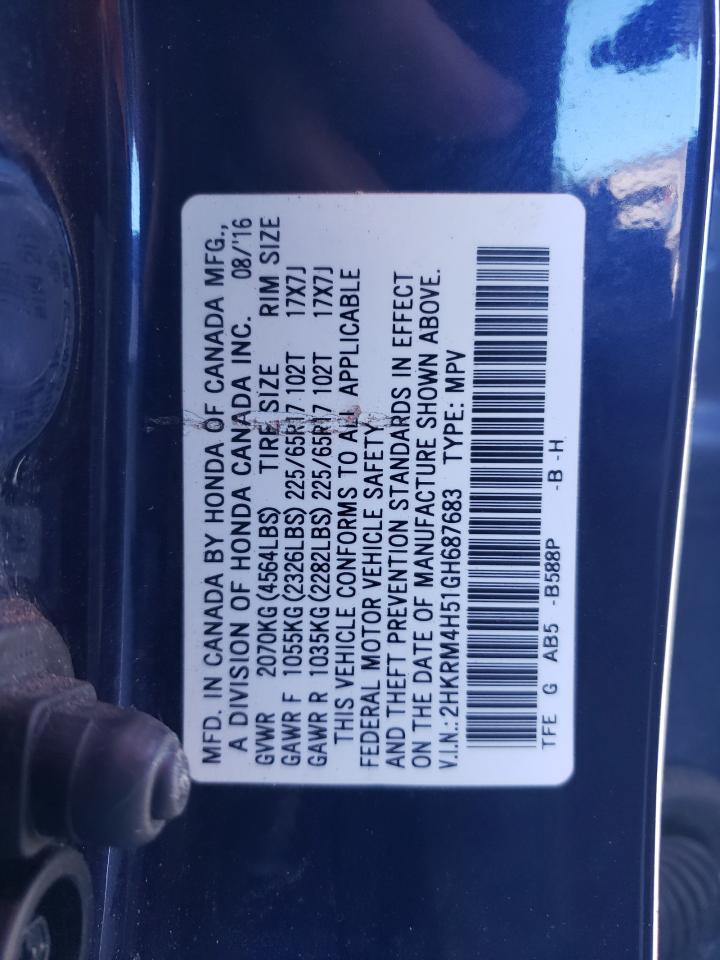 MFD. IN CANADA BY HONDA OF CANADA MFG.,
A DIVISION OF HONDA CANADA INC. 08/'16
GVWR 2070KG (4564LBS) TIRE SIZE RIM SIZE
GAWR F 1055KG (2326LBS) 225/65R17 102T 17X7J
GAWR R 1035KG (2282LBS) 225/65R17 102T 17X7J
THIS VEHICLE CONFORMS TO ALL APPLICABLE
FEDERAL MOTOR VEHICLE SAFETY
AND THEFT PREVENTION STANDARDS IN EFFECT
ON THE DATE OF MANUFACTURE SHOWN ABOVE.
V.I.N.: 2HKRM4H51GH687683 TYPE: MPV
TFE G AB5 -B588P -B -H